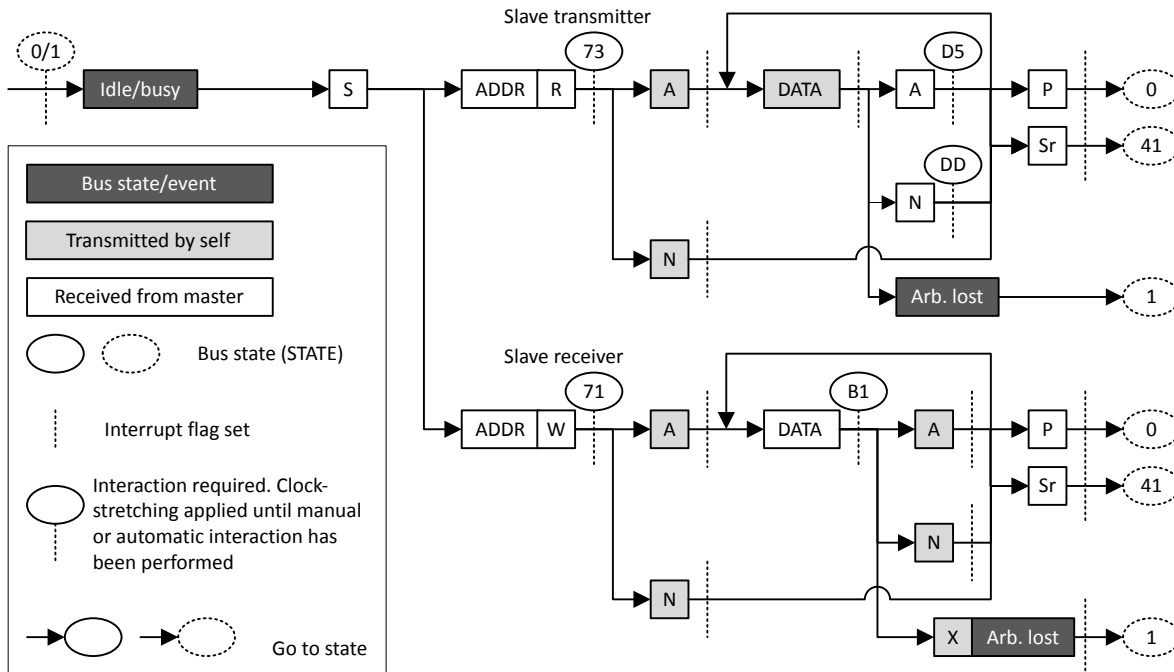 Slave transmitter
0/1
73
D5
Idle/busy
S
ADDR R
A
DATA
A
P
0
Sr
41
DD
N
N
Arb. lost
1
Bus state/event
Transmitted by self
Received from master
Bus state (STATE)
Interrupt flag set
Interaction required. Clock-
stretching applied until manual
or automatic interaction has
been performed
Go to state
Slave receiver
71
B1
ADDR W
A
DATA
A
P
0
Sr
41
N
N
X Arb. lost
1